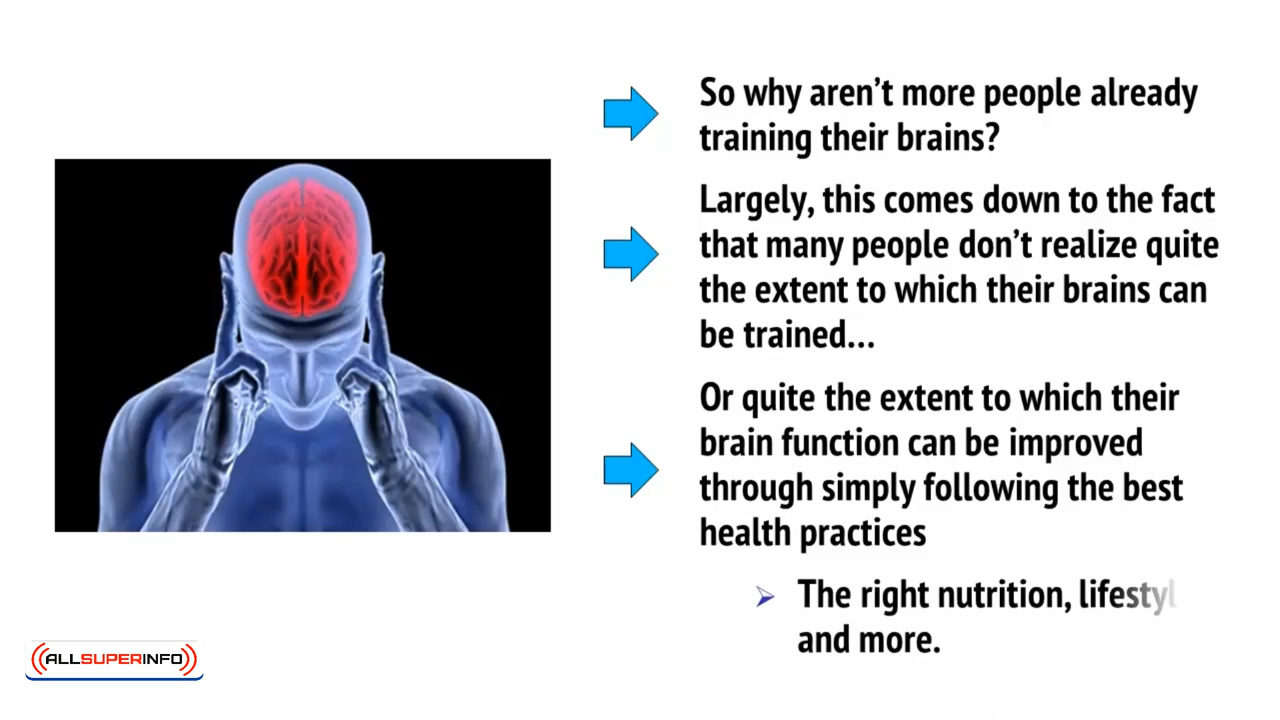 So why aren't more people already
training their brains?
Largely, this comes down to the fact
that many people don't realize quite
the extent to which their brains can
be trained...
Or quite the extent to which their
brain function can be improved
through simply following the best
health practices
The right nutrition, lifestyl
and more.
ALLSUPERINFO